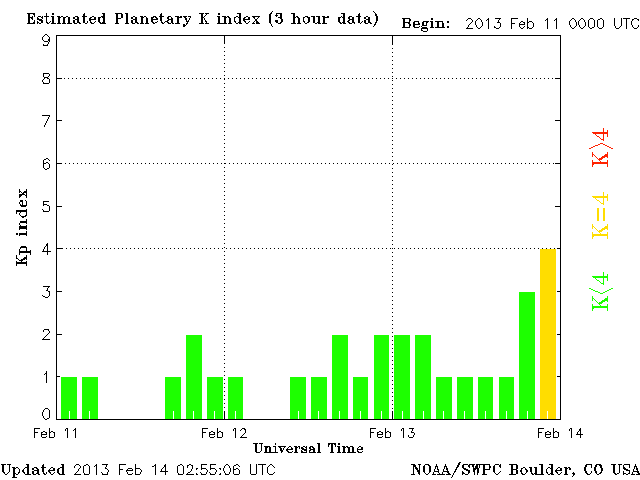 Estimated Planetary K index (3 hour data) Begin: 2013 Feb 11 0000 UTC
9
8
7
6
5
4
3
2
1
0
Kp index
K>4
K=4
K<4
Feb 11 Feb 12 Feb 13 Feb 14
Universal Time
Updated 2013 Feb 14 02:55:06 UTC NOAA/SWPC Boulder, CO USA